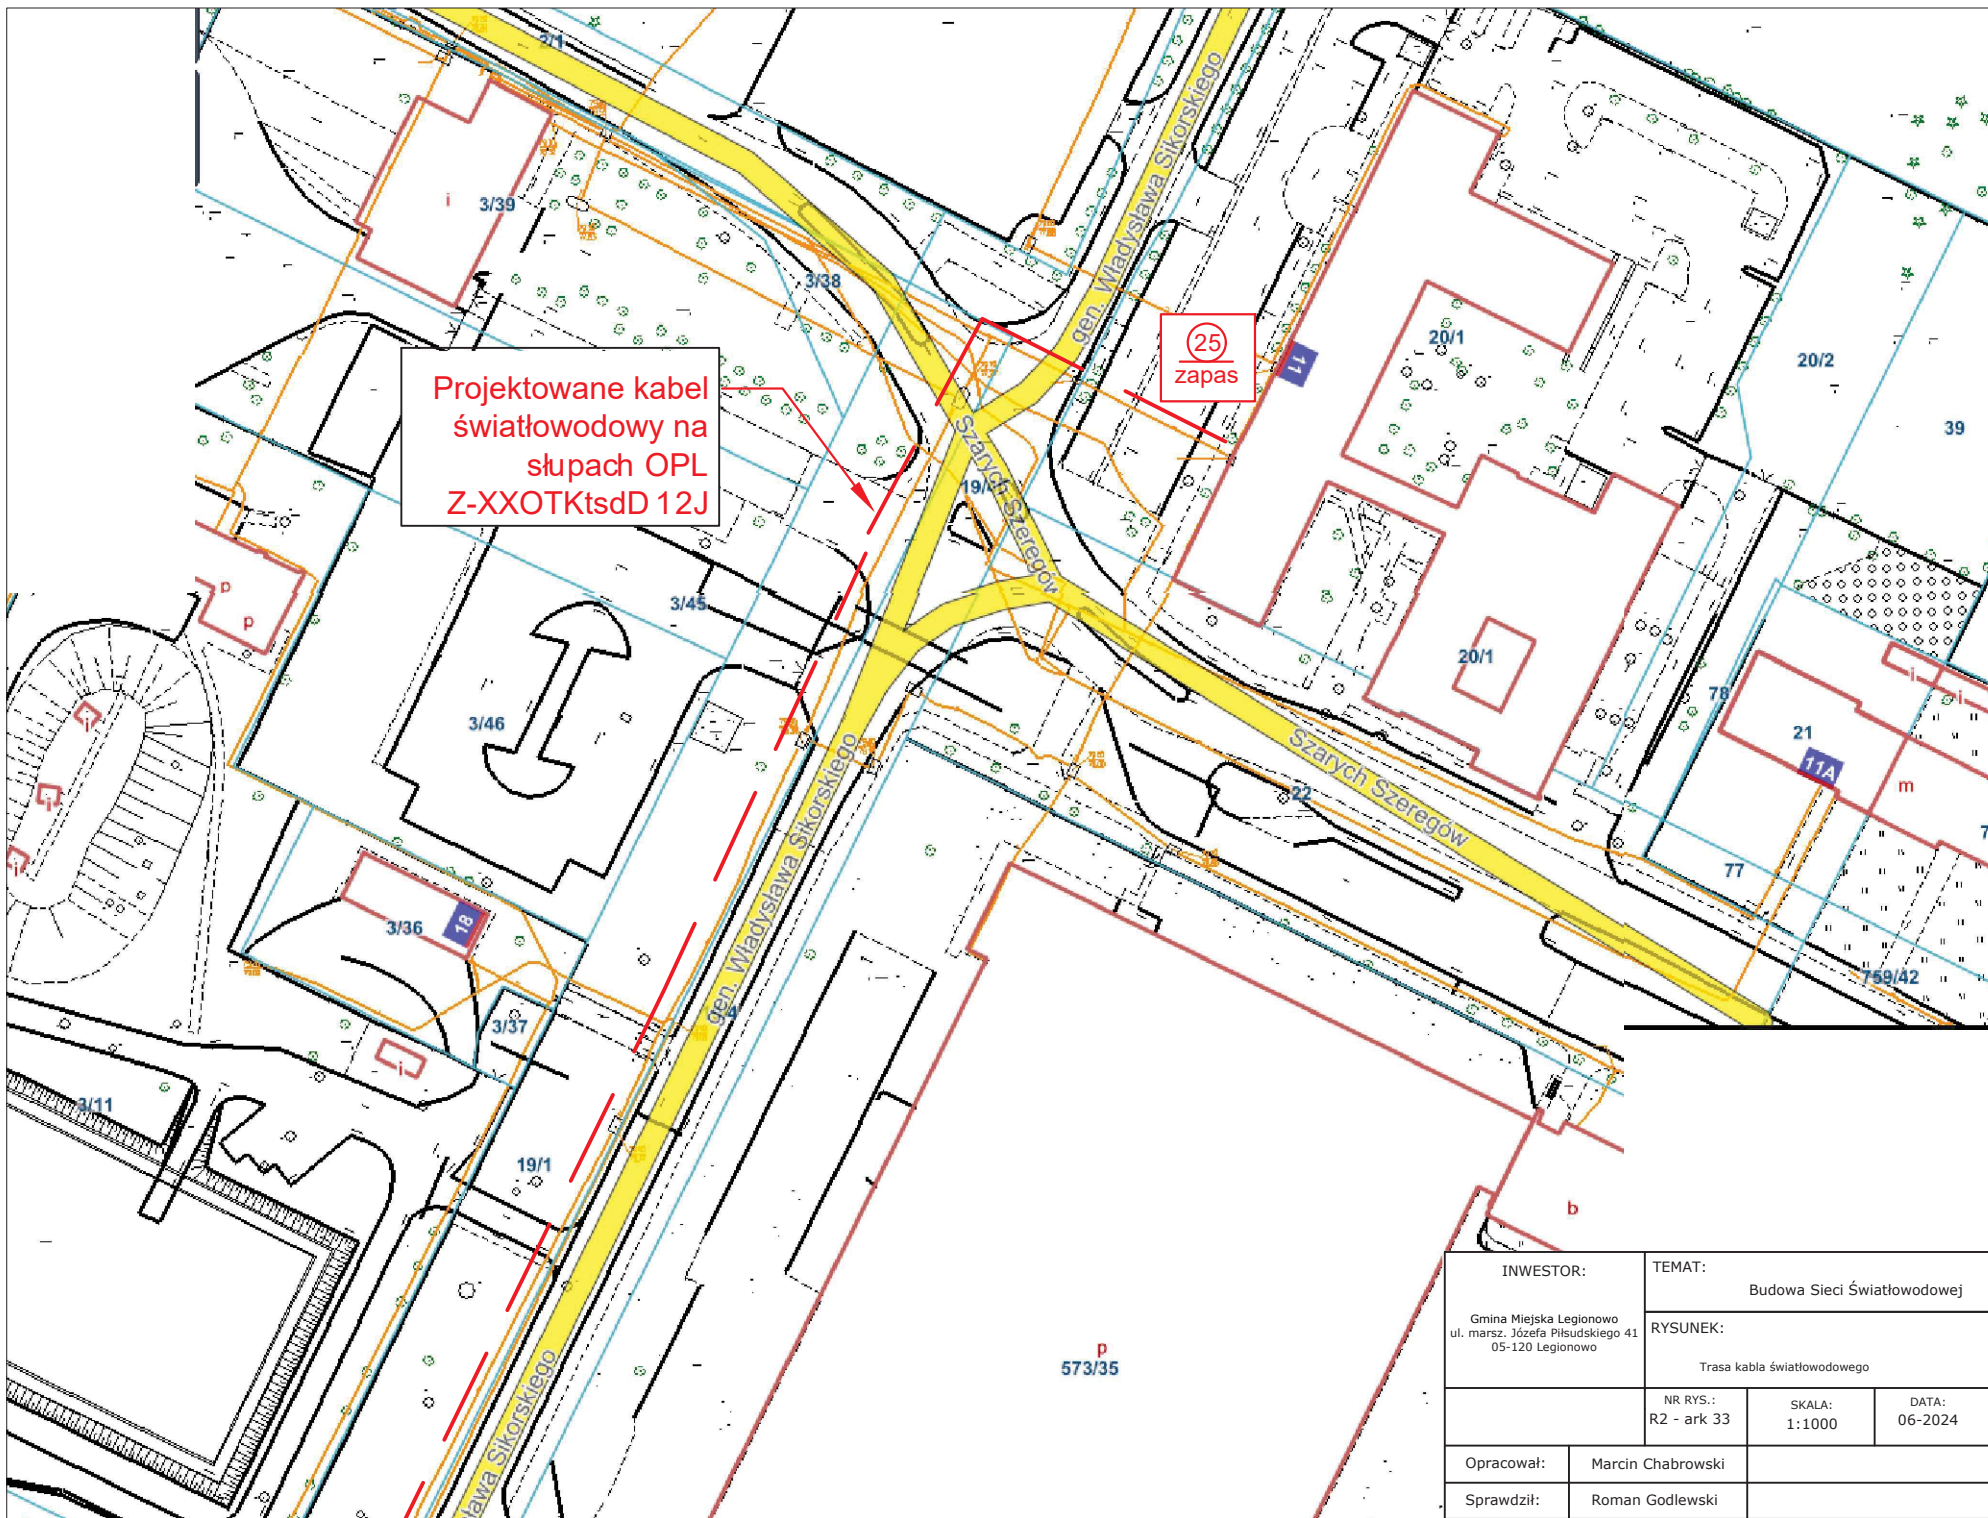 2/1
gen. Władysława Sikorskiego
i
3/39
3/38
25
zapas
11
20/1
20/2
39
Projektowane kabel
światłowodowy na
słupach OPL
Z-XXOTKtsdD 12J
Szarych Szeregów
p
p
3/45
20/1
78
i
i
21
11A
m
3/46
i
i
i
gen. Władysława Sikorskiego
Szarych Szeregów
22
77
3/36
18
759/42
3/37
i
3/11
19/1
b
p
573/35
INWESTOR:
Gmina Miejska Legionowo
ul. marsz. Józefa Piłsudskiego 41
05-120 Legionowo
TEMAT:
Budowa Sieci Światłowodowej
RYSUNEK:
Trasa kabla światłowodowego
NR RYS.:
R2 - ark 33
SKALA:
1:1000
DATA:
06-2024
Opracował:
Marcin Chabrowski
Sprawdził:
Roman Godlewski
ława Sikorskiego